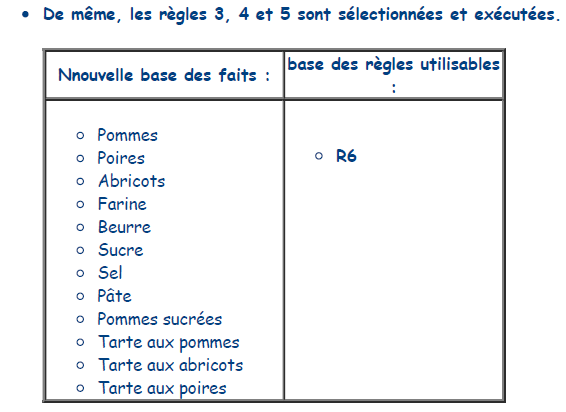 De même, les règles 3, 4 et 5 sont sélectionnées et exécutées.
Nnouvelle base des faits :
base des règles utilisables
:
Pommes
Poires
Abricots
Farine
Beurre
Sucre
Sel
Pâte
Pommes sucrées
Tarte aux pommes
Tarte aux abricots
Tarte aux poires
R6